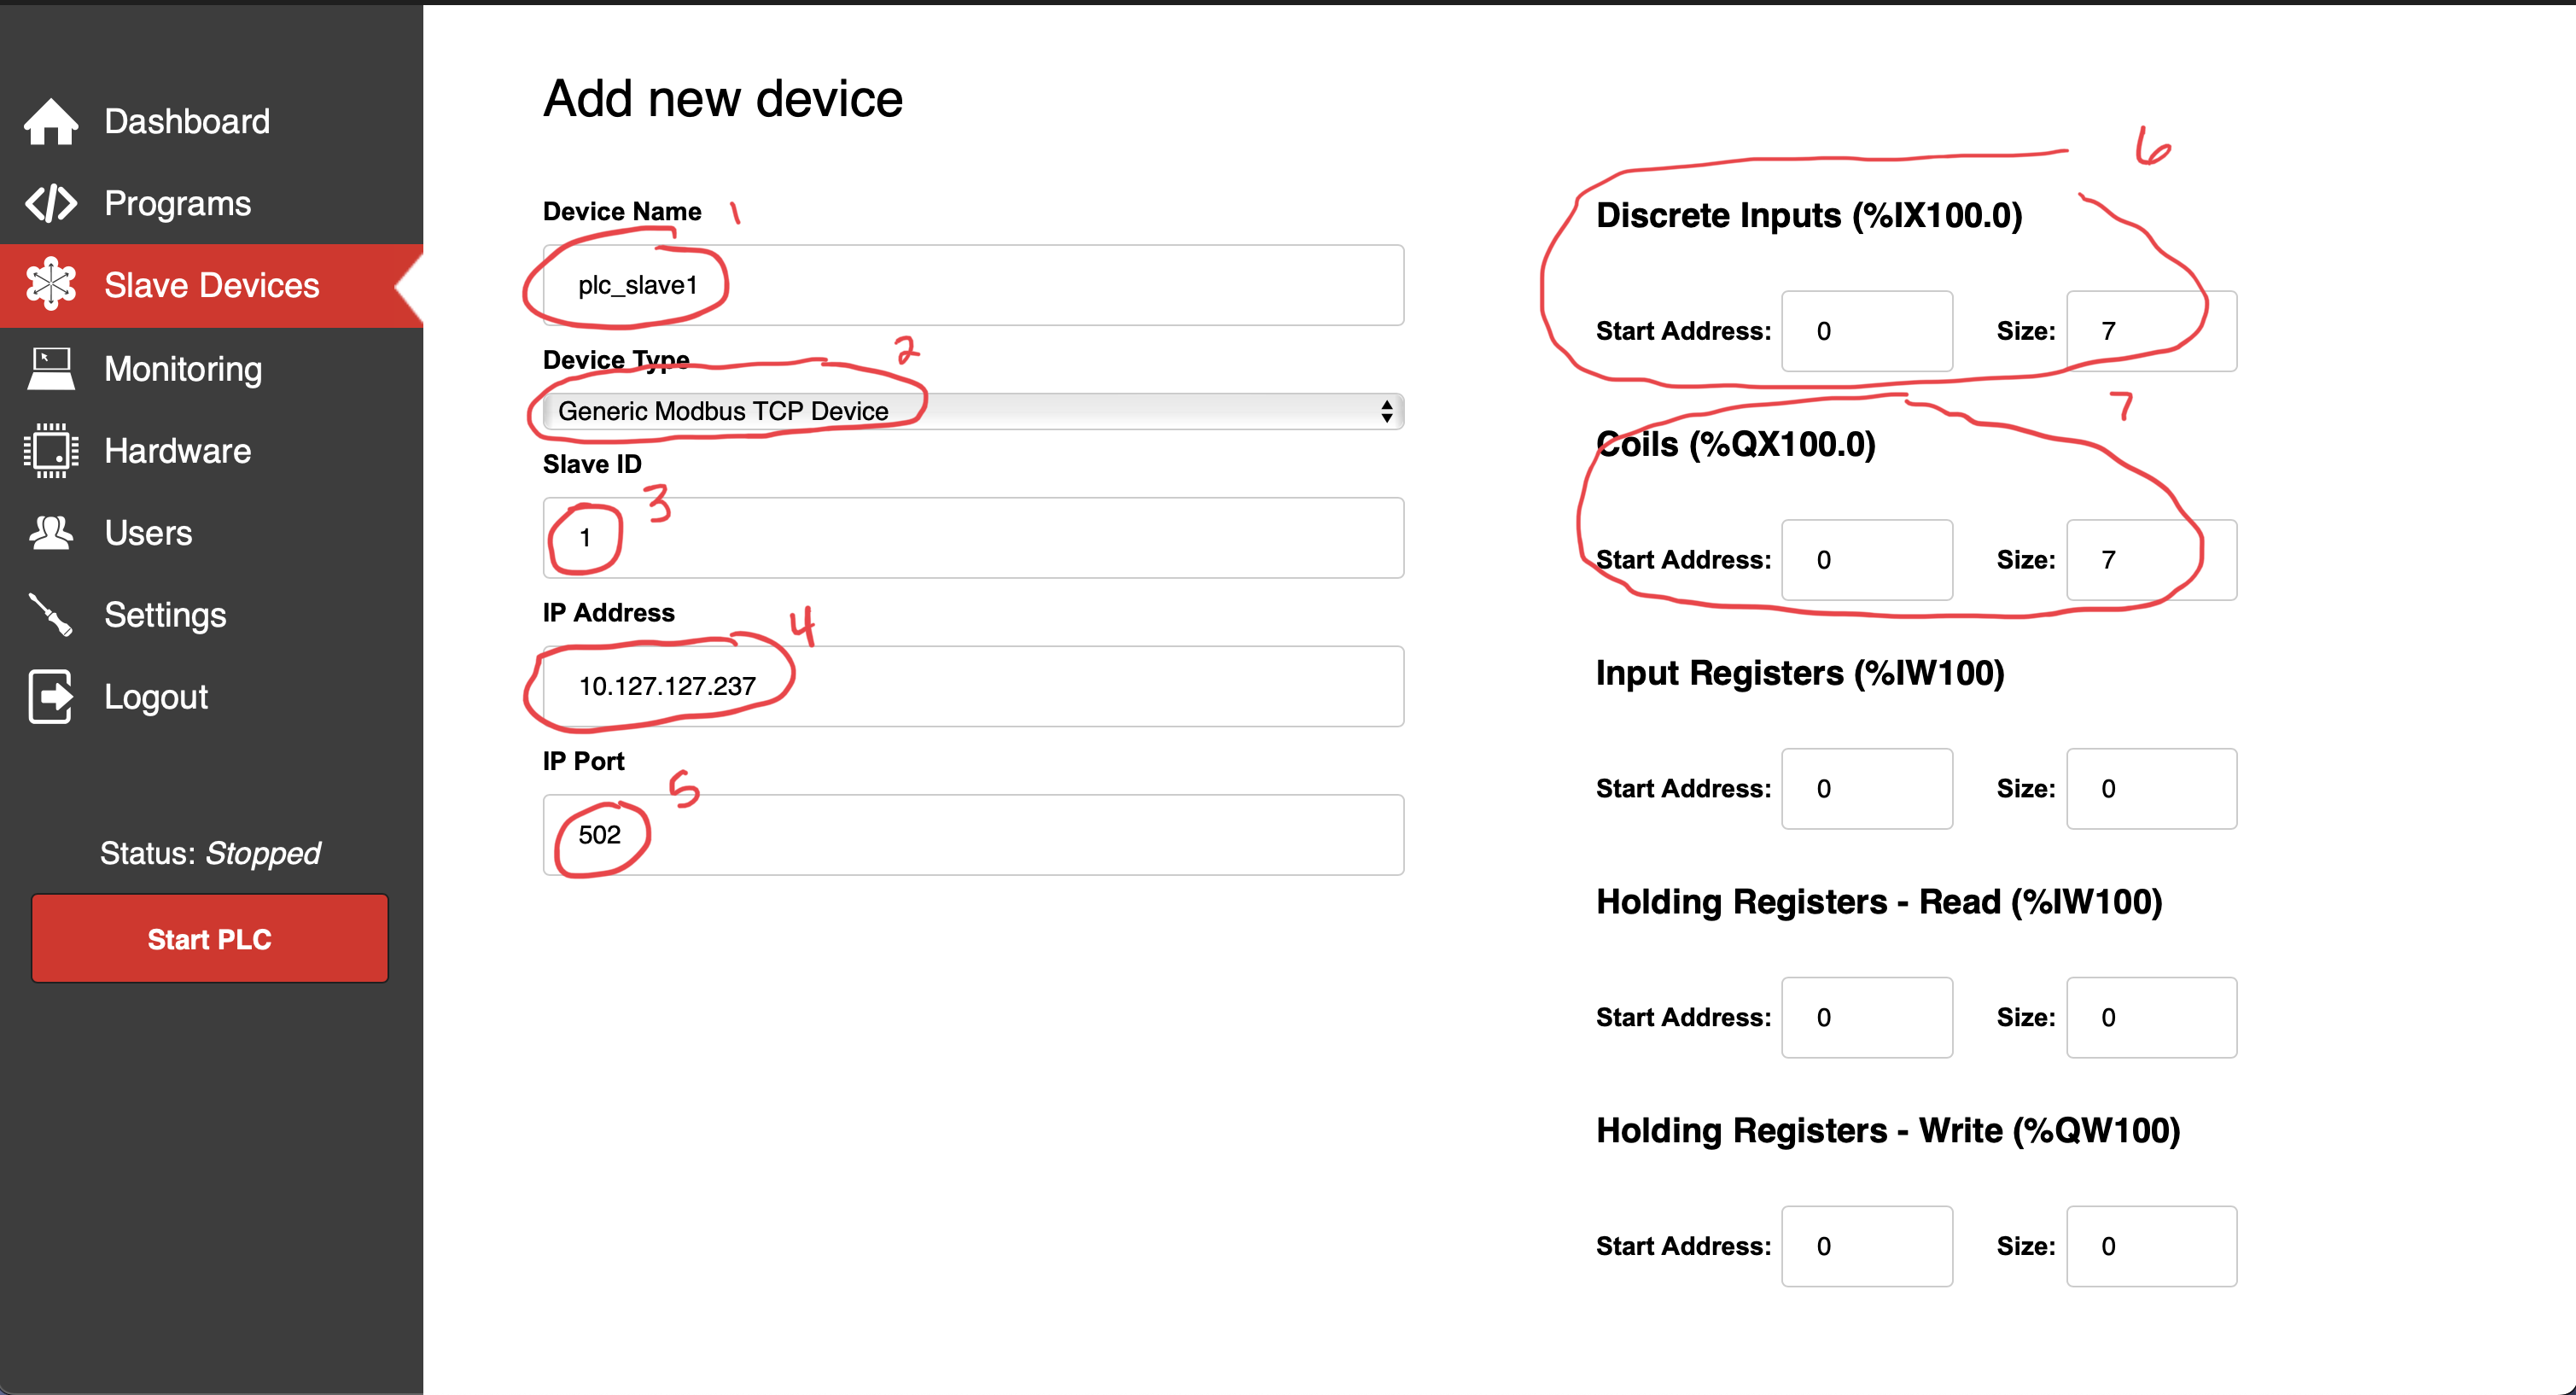 Dashboard
Programs
Slave Devices
Monitoring
Hardware
Users
Settings
Logout
Status: Stopped
Start PLC
Add new device
Device Name 1
plc_slave1
Device Type 2
Generic Modbus TCP Device
Slave ID
3
1
IP Address
4
10.127.127.237
IP Port
5
502
6
Discrete Inputs (%IX100.0)
Start Address: 0 Size: 7
7
Coils (%QX100.0)
Start Address: 0 Size: 7
Input Registers (%IW100)
Start Address: 0 Size: 0
Holding Registers - Read (%IW100)
Start Address: 0 Size: 0
Holding Registers - Write (%QW100)
Start Address: 0 Size: 0